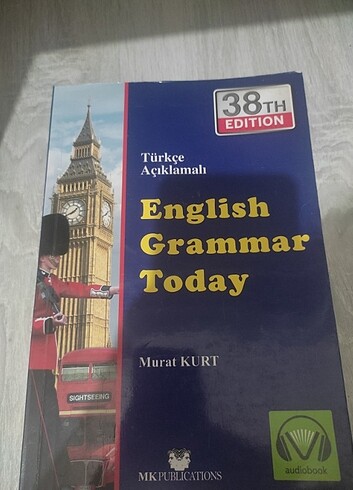 38TH
EDITION
Türkçe
Açıklamalı
English
Grammar
Today
Murat KURT
SIGHTSEEING
MK PUBLICATIONS
audiobook